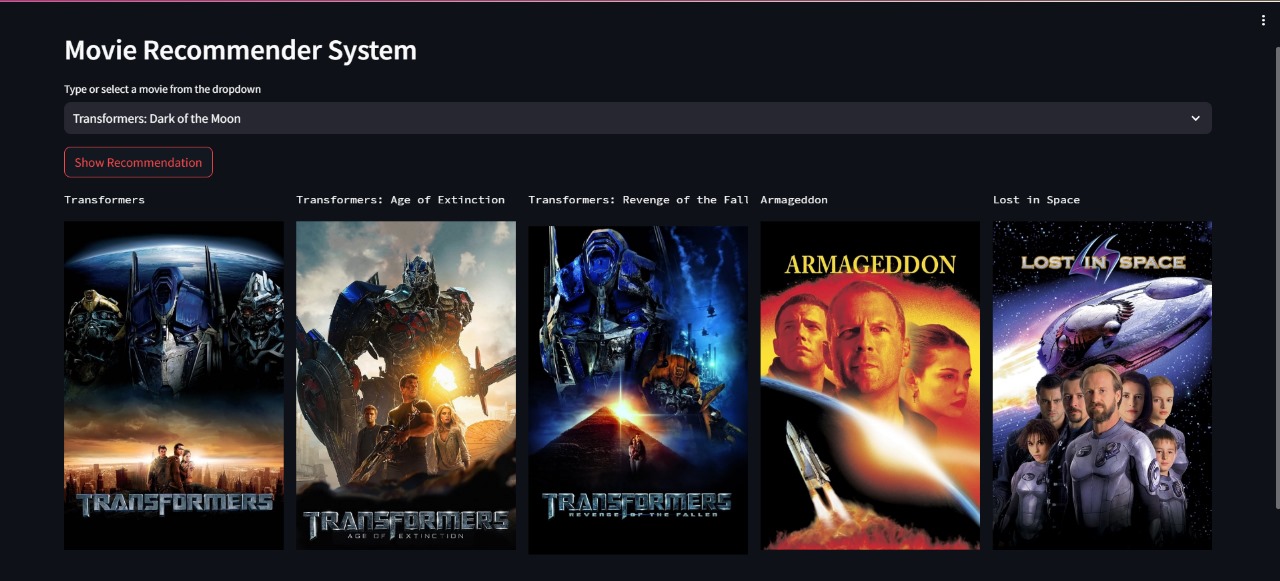 Movie Recommender System
Type or select a movie from the dropdown
Transformers: Dark of the Moon
Show Recommendation
Transformers
Transformers: Age of Extinction
Transformers: Revenge of the Fall
Armageddon
Lost in Space
TRANSFORMERS
TRANSFORMERS
AGE OF EXTINCTION
TRANSFORMERS
REVENGE OF THE FALLEN
ARMAGEDDON
LOST IN SPACE